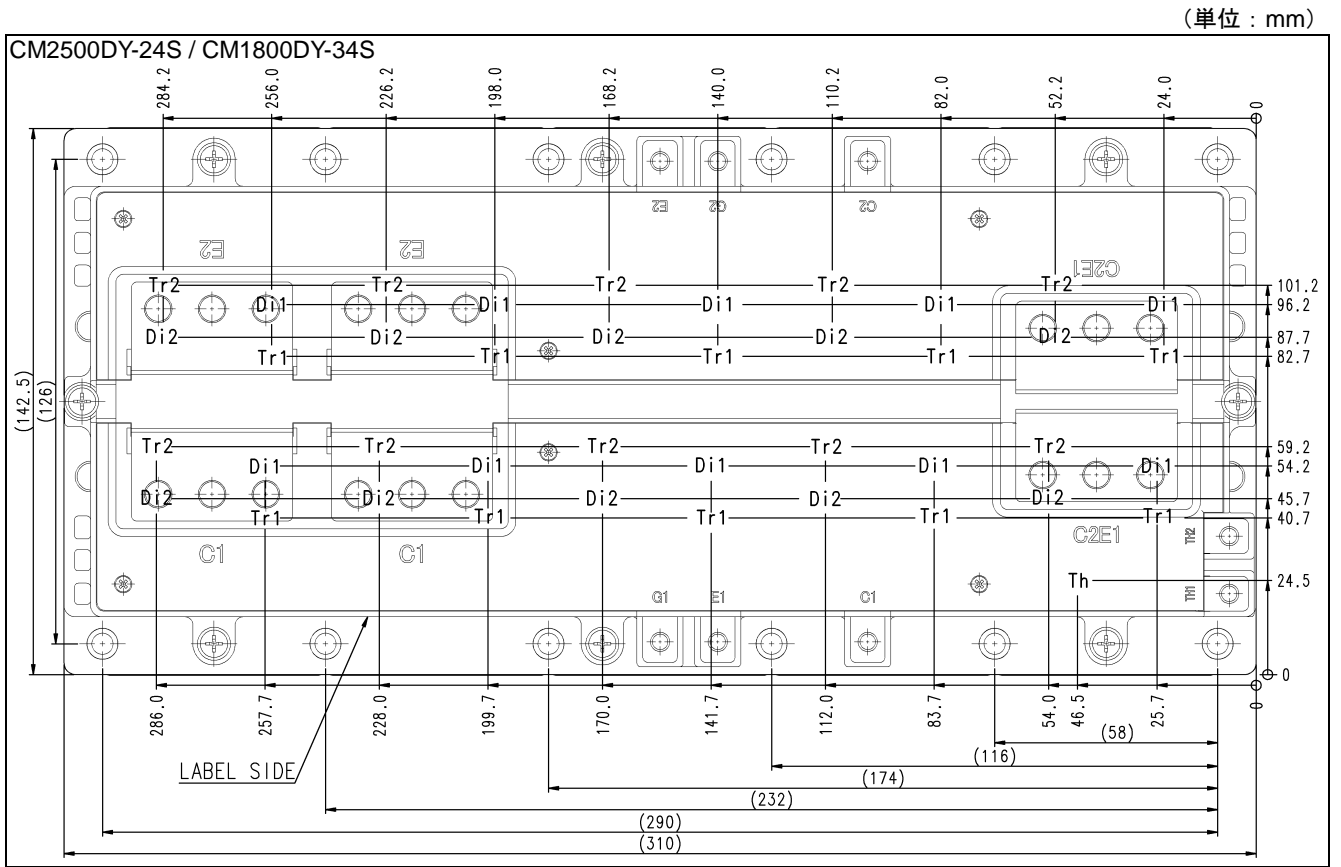 （単位：mm）
CM2500DY-24S / CM1800DY-34S
284.2 256.0 226.2 198.0 168.2 140.0 110.2 82.0 52.2 24.0 0
E2 G2 C2
E2 E2 C2E1
Tr2 Tr2 Tr2 Tr2 Tr2 101.2
Di1 Di1 Di1 Di1 Di1 96.2
Di2 Di2 Di2 Di2 Di2 87.7
Tr1 Tr1 Tr1 Tr1 Tr1 82.7
(142.5) (126)
Tr2 Tr2 Tr2 Tr2 Tr2 59.2
Di1 Di1 Di1 Di1 Di1 54.2
Di2 Di2 Di2 Di2 Di2 45.7
Tr1 Tr1 Tr1 Tr1 Tr1 40.7
C1 C1 C2E1 TH2
Th 24.5
G1 E1 C1 TH1
0
286.0 257.7 228.0 199.7 170.0 141.7 112.0 83.7 54.0 46.5 25.7 0
(58)
(116)
LABEL SIDE
(174)
(232)
(290)
(310)